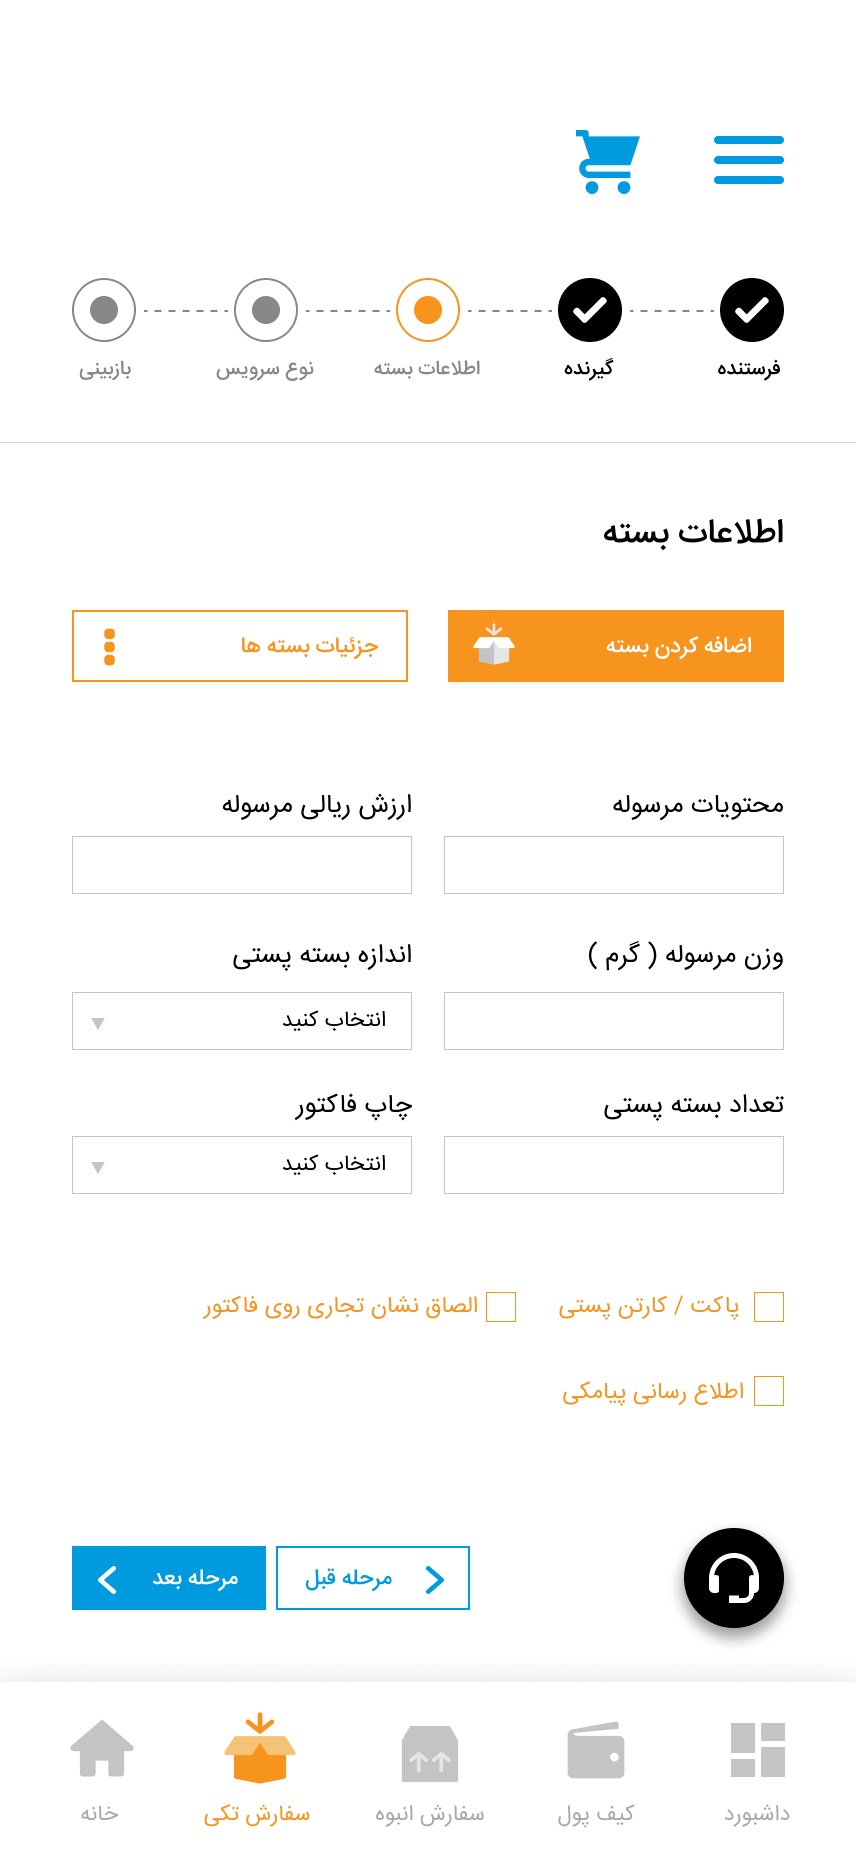 فرستنده
گیرنده
اطلاعات بسته
نوع سرویس
بازبینی
اطلاعات بسته
اضافه کردن بسته
جزئیات بسته ها
محتویات مرسوله
ارزش ریالی مرسوله
وزن مرسوله ( گرم )
اندازه بسته پستی
انتخاب کنید
تعداد بسته پستی
چاپ فاکتور
انتخاب کنید
پاکت / کارتن پستی
الصاق نشان تجاری روی فاکتور
اطلاع رسانی پیامکی
مرحله قبل
مرحله بعد
داشبورد
کیف پول
سفارش انبوه
سفارش تکی
خانه